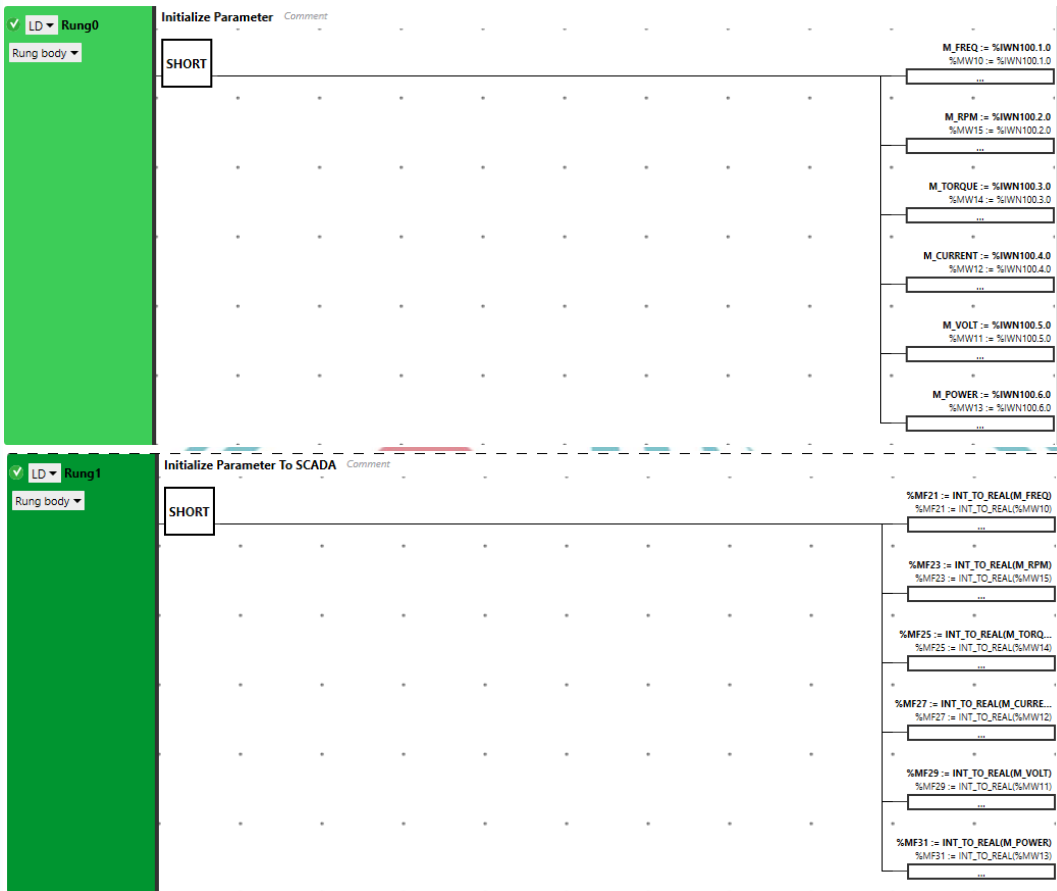 Initialize Parameter Comment
LD Rung0
Rung body
SHORT
M_FREQ := %IWN100.1.0
%MW10 := %IWN100.1.0
...
M_RPM := %IWN100.2.0
%MW15 := %IWN100.2.0
...
M_TORQUE := %IWN100.3.0
%MW14 := %IWN100.3.0
...
M_CURRENT := %IWN100.4.0
%MW12 := %IWN100.4.0
...
M_VOLT := %IWN100.5.0
%MW11 := %IWN100.5.0
...
M_POWER := %IWN100.6.0
%MW13 := %IWN100.6.0
...
Initialize Parameter To SCADA Comment
LD Rung1
Rung body
SHORT
%MF21 := INT_TO_REAL(M_FREQ)
%MF21 := INT_TO_REAL(%MW10)
...
%MF23 := INT_TO_REAL(M_RPM)
%MF23 := INT_TO_REAL(%MW15)
...
%MF25 := INT_TO_REAL(M_TORQ...
%MF25 := INT_TO_REAL(%MW14)
...
%MF27 := INT_TO_REAL(M_CURRE...
%MF27 := INT_TO_REAL(%MW12)
...
%MF29 := INT_TO_REAL(M_VOLT)
%MF29 := INT_TO_REAL(%MW11)
...
%MF31 := INT_TO_REAL(M_POWER)
%MF31 := INT_TO_REAL(%MW13)
...